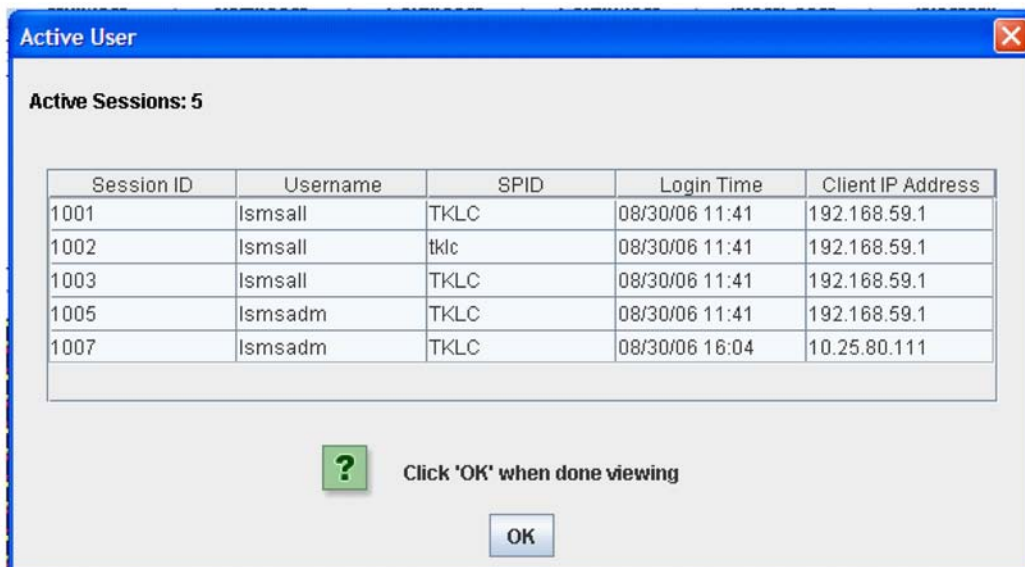 Active User
Active Sessions: 5
Session ID Username SPID Login Time Client IP Address
1001 lsmsall TKLC 08/30/06 11:41 192.168.59.1
1002 lsmsall tklc 08/30/06 11:41 192.168.59.1
1003 lsmsall TKLC 08/30/06 11:41 192.168.59.1
1005 lsmsadm TKLC 08/30/06 11:41 192.168.59.1
1007 lsmsadm TKLC 08/30/06 16:04 10.25.80.111
? Click 'OK' when done viewing
OK